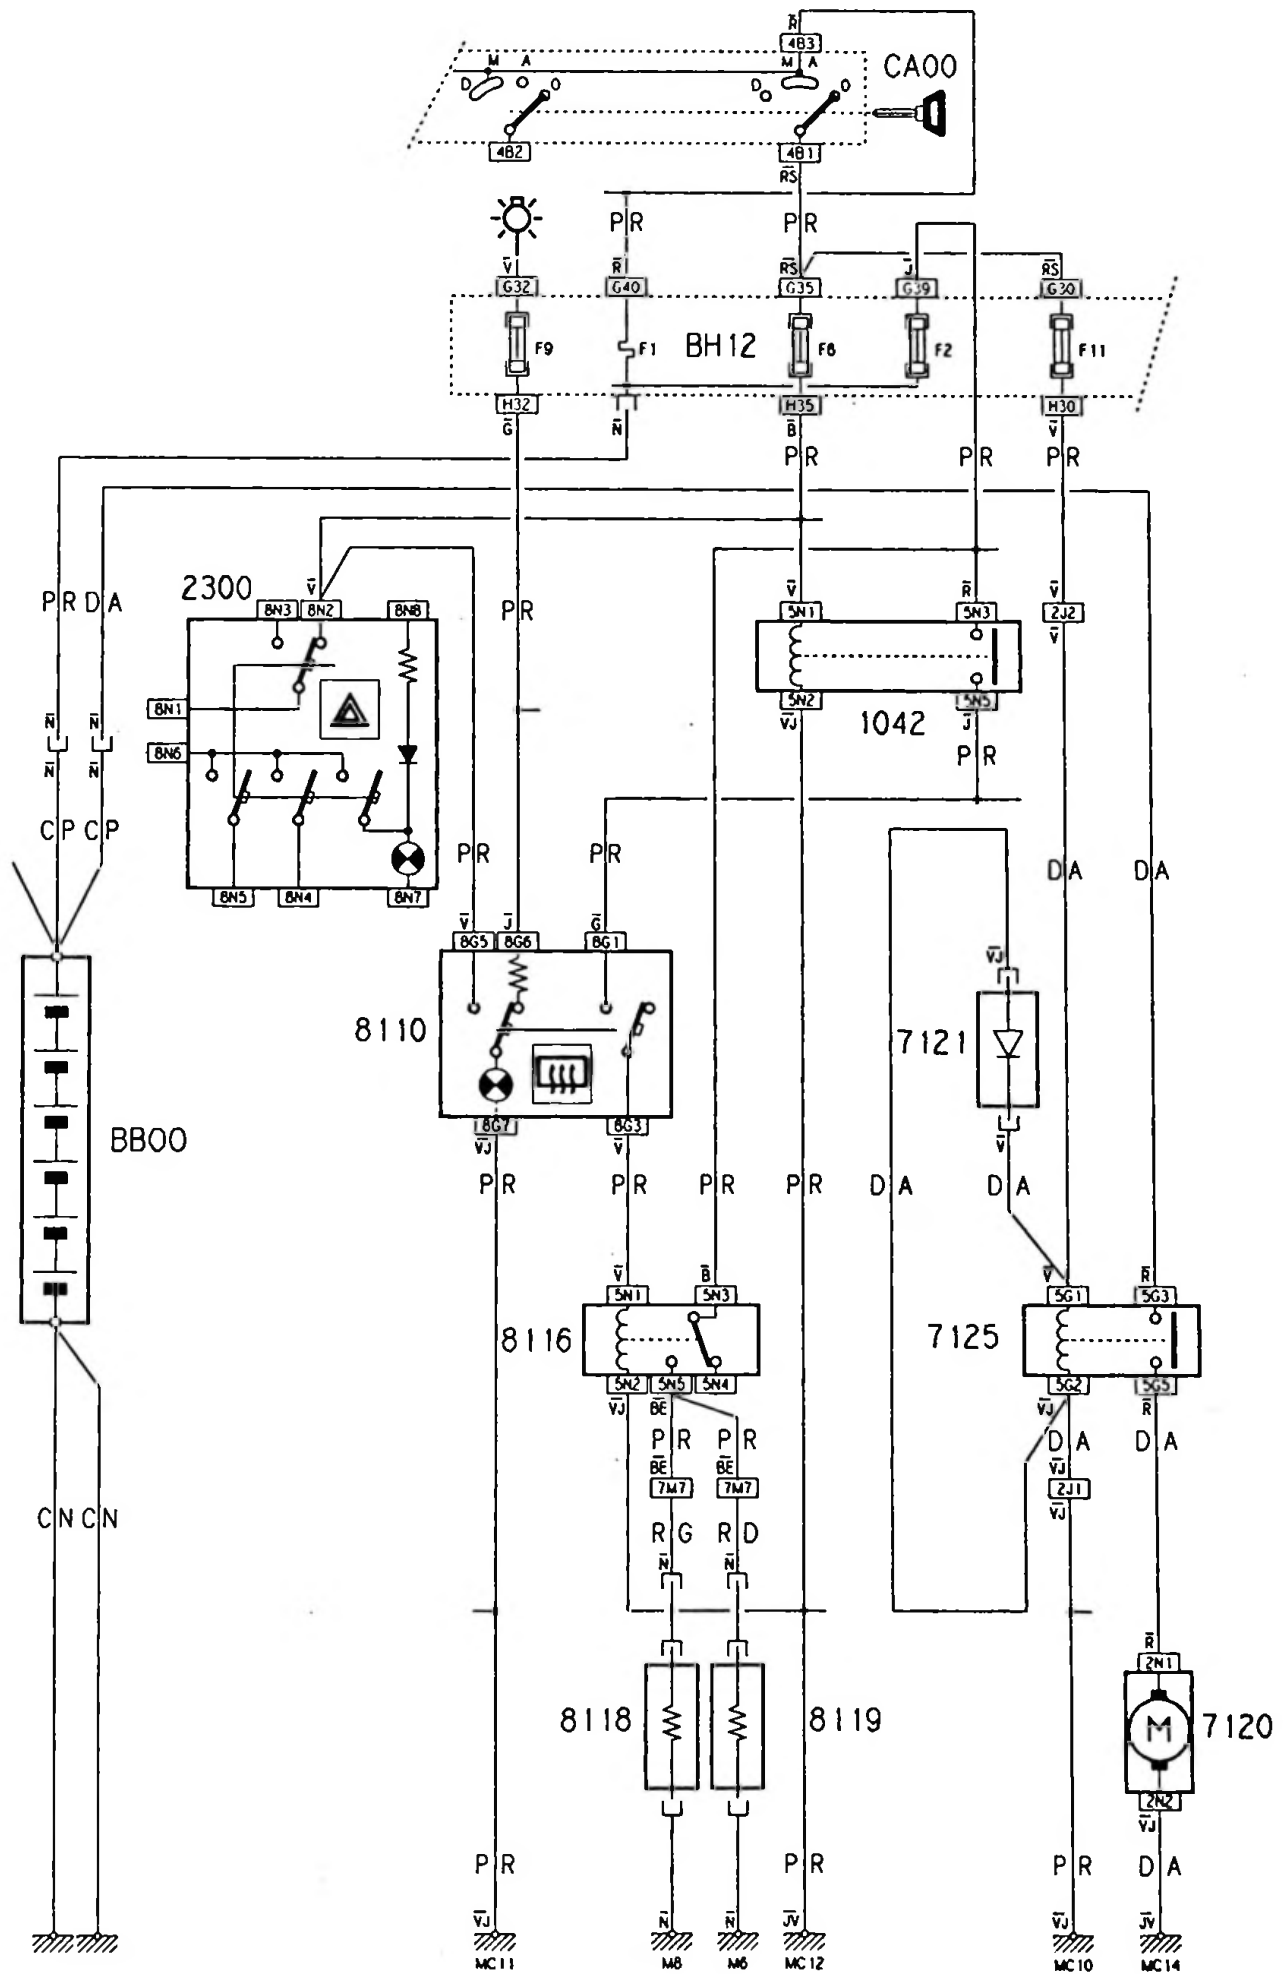 R
4B3
CA00
M A M A
D O D O
4B2 4B1
RS
PR PR
V R RS J RS
G32 G40 G35 G39 G30
F9 F1 BH12 F6 F2 F11
H32 H35 H30
G N B V
PR PR PR
PR DA
2300
V V R V
8N3 8N2 8N8 PR 5N1 5N3 2J2
V
8N1
5N2 5N5
VJ 1042 J
N N
8N6 PR
N N
CP CP
PR PR DA DA
8N5 8N4 8N7
V J G
8G5 8G6 8G1
VJ
8110 7121
BB00 8G7 8G3
VJ V V
PR PR PR PR DA DA
V B V R
5N1 5N3 5G1 5G3
8116 7125
5N2 5N5 5N4 5G2 5G5
VJ BE VJ R
PR PR DA DA
BE BE VJ
7M7 7M7 2J1
VJ
CN CN
RG RD
N N
R
2N1
8118 8119 M 7120
2N2
VJ
PR PR PR DA
VJ N N JV VJ JV
MC11 M8 M6 MC12 MC10 MC14